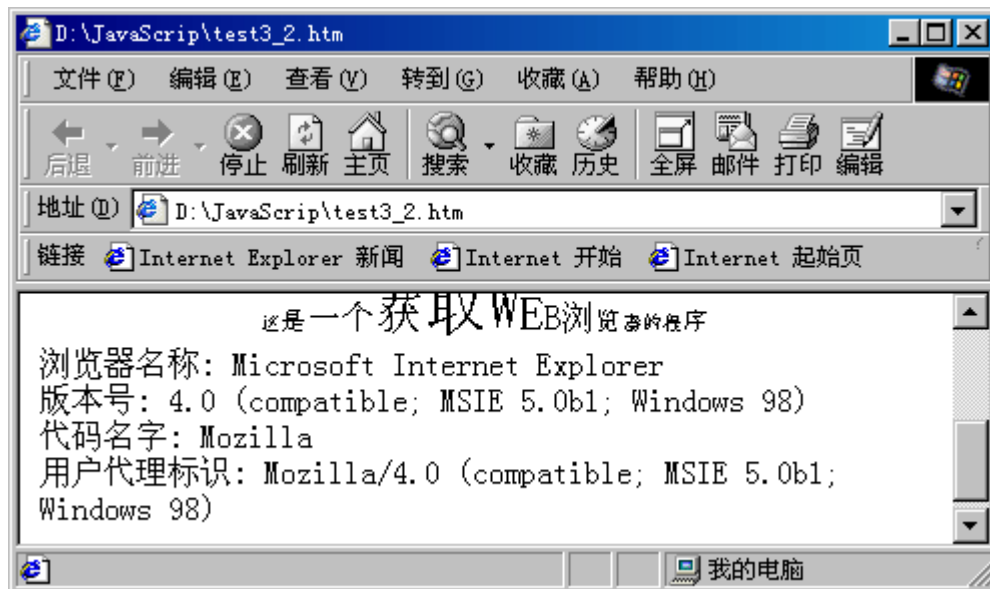 D:\JavaScrip\test3_2.htm
文件(F) 编辑(E) 查看(V) 转到(G) 收藏(A) 帮助(H)
后退 前进 停止 刷新 主页 搜索 收藏 历史 全屏 邮件 打印 编辑
地址(D) D:\JavaScrip\test3_2.htm
链接 Internet Explorer 新闻 Internet 开始 Internet 起始页
这是一个获取WEB浏览器的程序
浏览器名称: Microsoft Internet Explorer
版本号: 4.0 (compatible; MSIE 5.0b1; Windows 98)
代码名字: Mozilla
用户代理标识: Mozilla/4.0 (compatible; MSIE 5.0b1;
Windows 98)
我的电脑